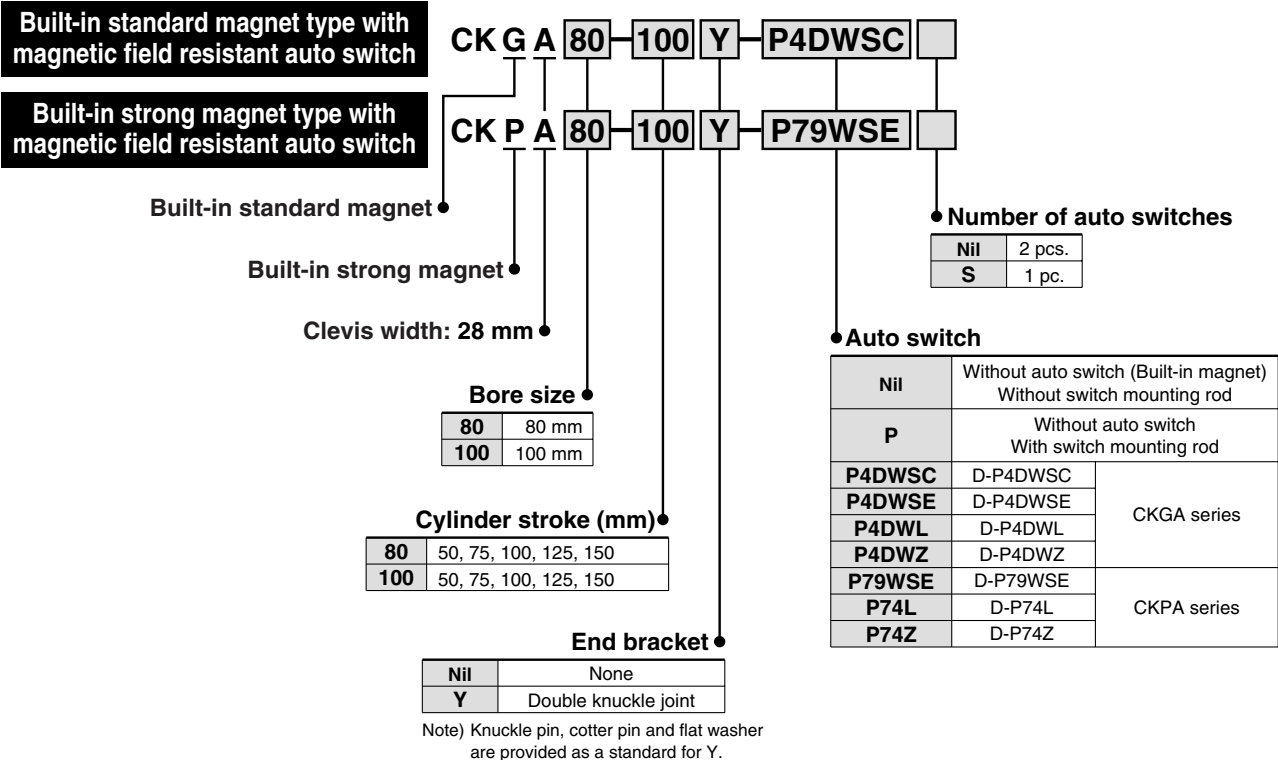 Built-in standard magnet type with
magnetic field resistant auto switch
CK G A 80-100 Y-P4DWSC
Built-in strong magnet type with
magnetic field resistant auto switch
CK P A 80-100 Y-P79WSE
Built-in standard magnet
Built-in strong magnet
Clevis width: 28 mm
Bore size
80 80 mm
100 100 mm
Cylinder stroke (mm)
80 50, 75, 100, 125, 150
100 50, 75, 100, 125, 150
End bracket
Nil None
Y Double knuckle joint
Note) Knuckle pin, cotter pin and flat washer
are provided as a standard for Y.
Number of auto switches
Nil 2 pcs.
S 1 pc.
Auto switch
Nil Without auto switch (Built-in magnet)
Without switch mounting rod
P Without auto switch
With switch mounting rod
P4DWSC D-P4DWSC CKGA series
P4DWSE D-P4DWSE
P4DWL D-P4DWL
P4DWZ D-P4DWZ
P79WSE D-P79WSE CKPA series
P74L D-P74L
P74Z D-P74Z